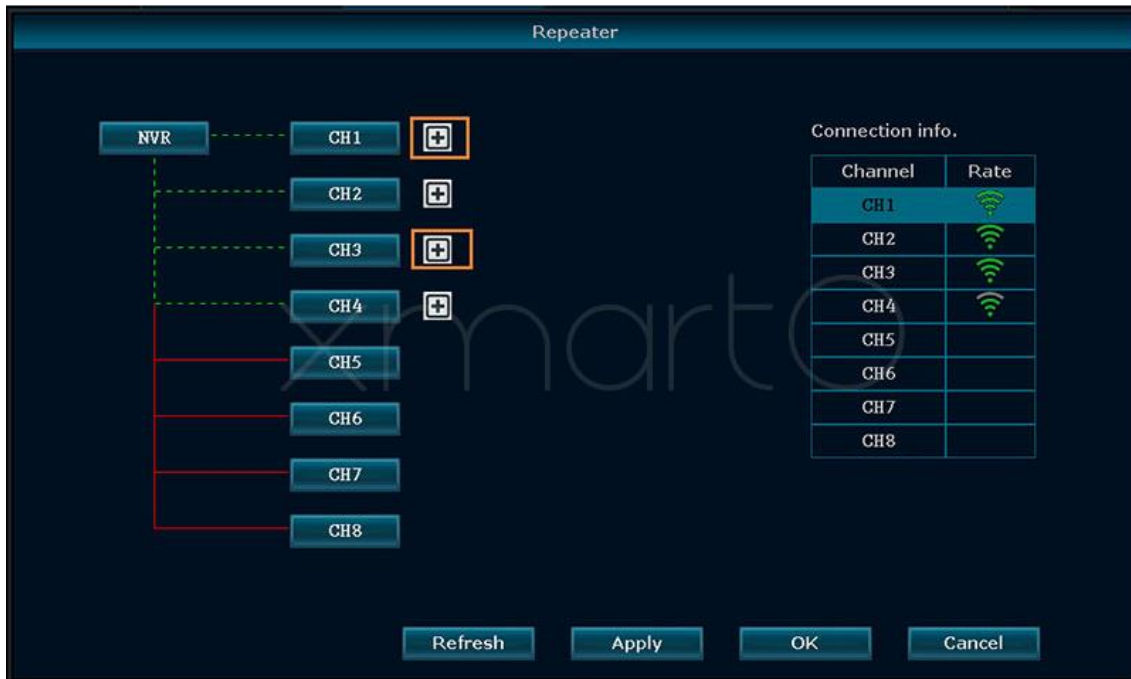 Repeater
NVR CH1
CH2
CH3
CH4
CH5
CH6
CH7
CH8
Connection info.
Channel Rate
CH1
CH2
CH3
CH4
CH5
CH6
CH7
CH8
xmartO
Refresh Apply OK Cancel